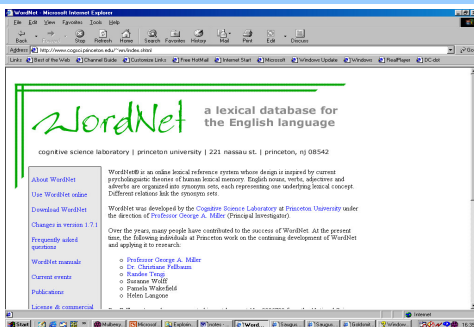 WordNet - Microsoft Internet Explorer
File Edit View Favorites Tools Help
Back Stop Refresh Home Search Favorites History Mail Print Edit Discuss
Address http://www.cogsci.princeton.edu/~wn/index.shtml
Links Best of the Web Channel Guide Customize Links Free HotMail Internet Start Microsoft Windows Update Windows RealPlayer
WordNet
a lexical database for
the English language
cognitive science laboratory | princeton university | 221 nassau st. | princeton, nj 08542
About WordNet
Use WordNet online
Download WordNet
Changes in version 1.7.1
Frequently asked
questions
WordNet manuals
Current events
Publications
License & commercial
WordNet® is an online lexical reference system whose design is inspired by current
psycholinguistic theories of human lexical memory. English nouns, verbs, adjectives and
adverbs are organized into synonym sets, each representing one underlying lexical concept.
Different relations link the synonym sets.
WordNet was developed by the Cognitive Science Laboratory at Princeton University under
the direction of Professor George A. Miller (Principal Investigator).
Over the years, many people have contributed to the success of WordNet. At the present
time, the following individuals at Princeton work on the continuing development of WordNet
and applying it to research:
Professor George A. Miller
Dr. Christiane Fellbaum
Randee Tengi
Susanne Wolff
Pamela Wakefield
Helen Langone
Internet
Start